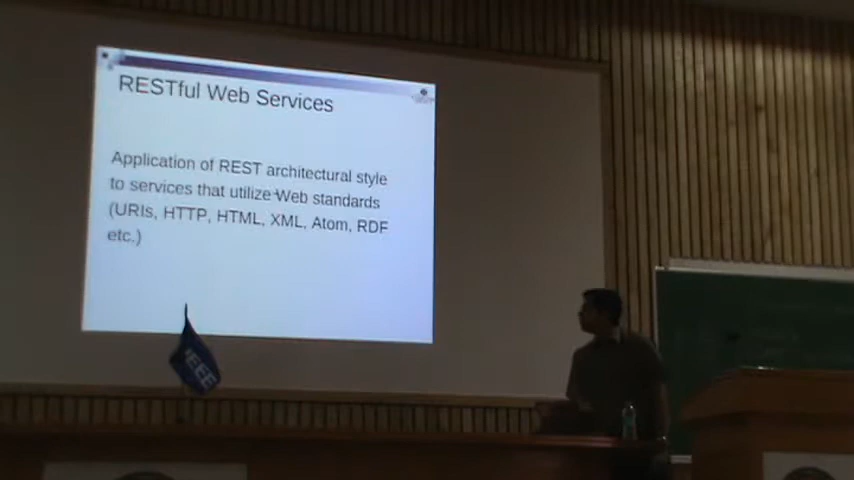 RESTful Web Services
Application of REST architectural style
to services that utilize Web standards
(URIs, HTTP, HTML, XML, Atom, RDF
etc.)
IEEE